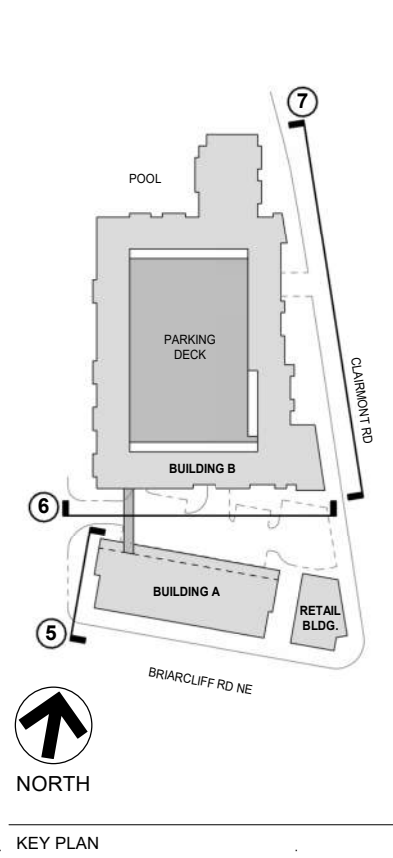 7
POOL
PARKING
DECK
CLAIRMONT RD
BUILDING B
6
BUILDING A
RETAIL
BLDG.
5
BRIARCLIFF RD NE
NORTH
KEY PLAN